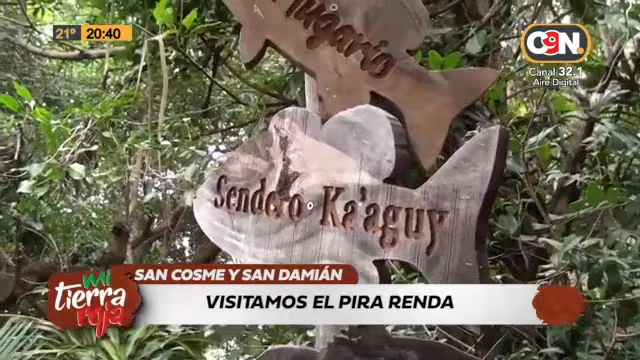 21° 20:40
C9N
Canal 32.1
Aire Digital
Sendero Ka'aguy
SAN COSME Y SAN DAMIÁN
mi
tierra
roja
VISITAMOS EL PIRA RENDA